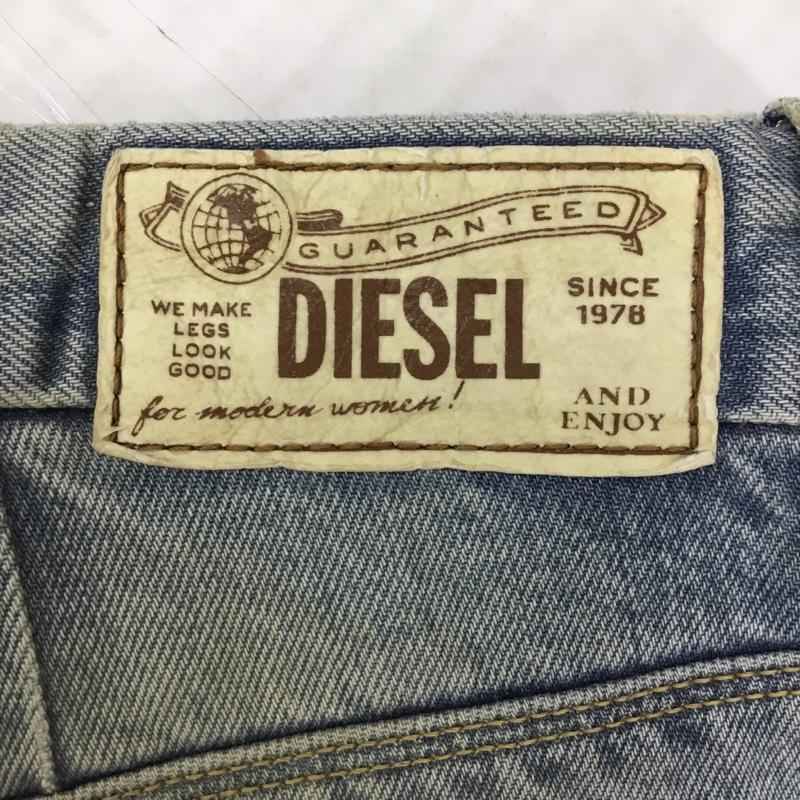 GUARANTEED
WE MAKE
LEGS
LOOK
GOOD
DIESEL
SINCE
1978
for modern women!
AND
ENJOY